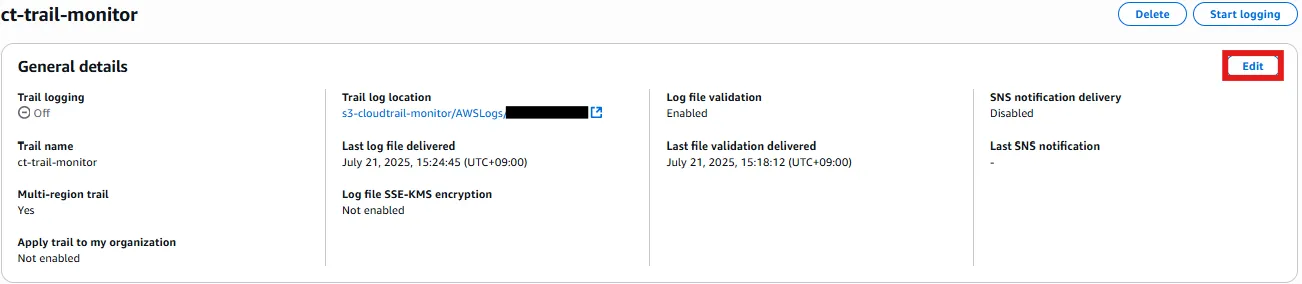 ct-trail-monitor
Delete
Start logging
General details
Edit
Trail logging
Off
Trail name
ct-trail-monitor
Multi-region trail
Yes
Apply trail to my organization
Not enabled
Trail log location
s3-cloudtrail-monitor/AWSLogs/
Last log file delivered
July 21, 2025, 15:24:45 (UTC+09:00)
Log file SSE-KMS encryption
Not enabled
Log file validation
Enabled
Last file validation delivered
July 21, 2025, 15:18:12 (UTC+09:00)
SNS notification delivery
Disabled
Last SNS notification
-